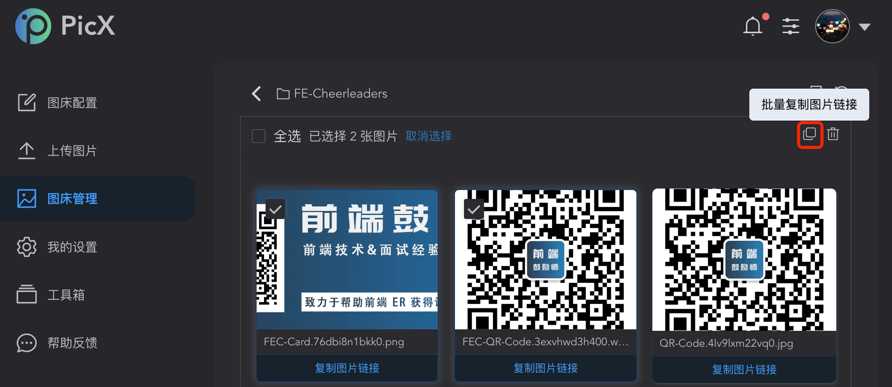 PicX
图床配置
上传图片
图床管理
我的设置
工具箱
帮助反馈
FE-Cheerleaders
批量复制图片链接
全选 已选择 2 张图片 取消选择
前端鼓
前端技术&面试经验
致力于帮助前端 ER 获得
FEC-Card.76dbi8n1bkk0.png
复制图片链接
前端
鼓励师
FEC-QR-Code.3exvhwd3h400.w...
复制图片链接
前端
鼓励师
QR-Code.4lv9lxm22vq0.jpg
复制图片链接